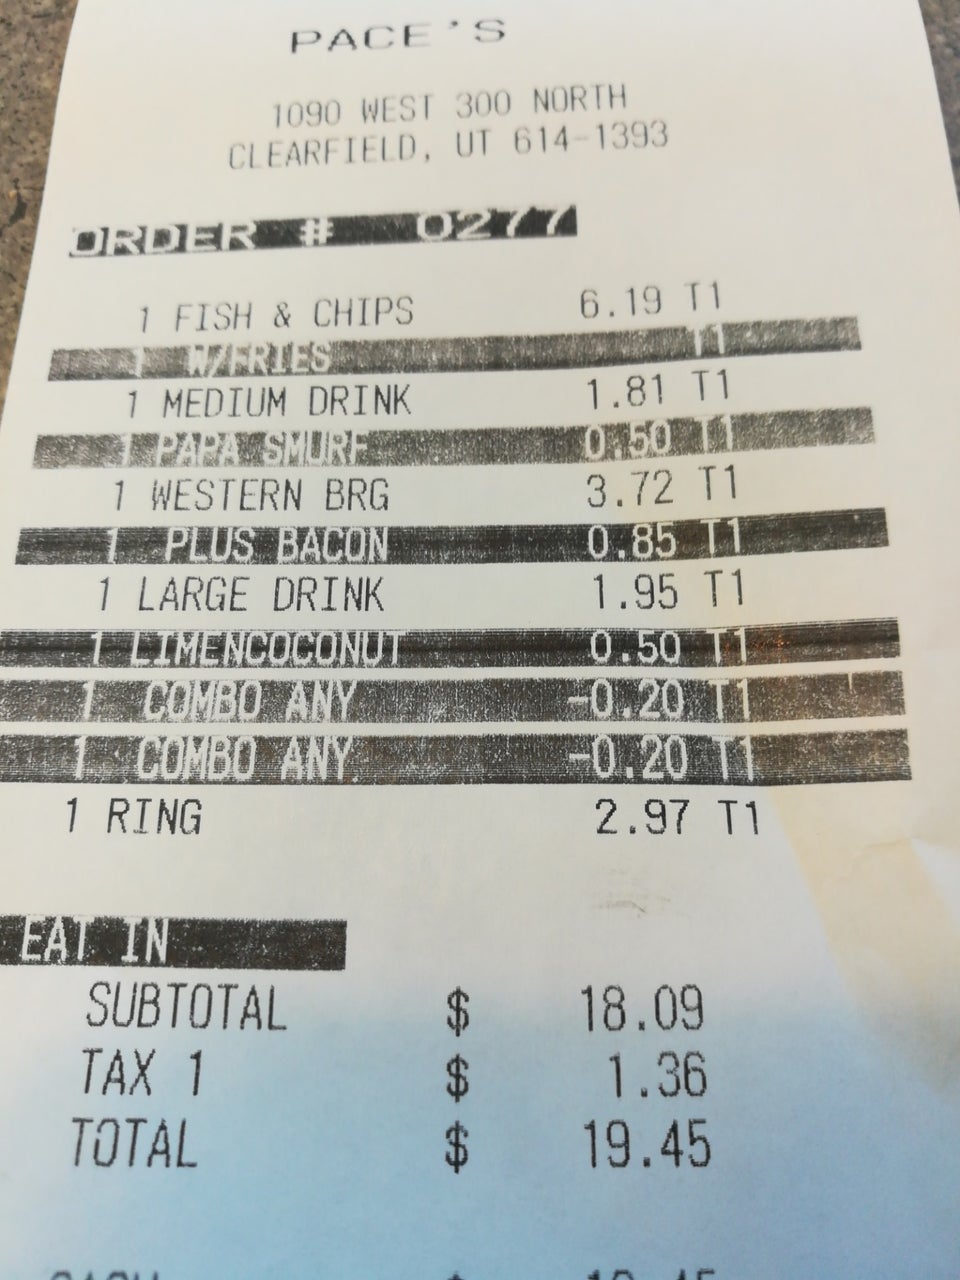 PACE'S
1090 WEST 300 NORTH
CLEARFIELD, UT 614-1393
ORDER # 0277
1 FISH & CHIPS 6.19 T1
1 W/FRIES T1
1 MEDIUM DRINK 1.81 T1
1 PAPA SMURF 0.50 T1
1 WESTERN BRG 3.72 T1
1 PLUS BACON 0.85 T1
1 LARGE DRINK 1.95 T1
1 LIMENCOCONUT 0.50 T1
1 COMBO ANY -0.20 T1
1 COMBO ANY -0.20 T1
1 RING 2.97 T1
EAT IN
SUBTOTAL $ 18.09
TAX 1 $ 1.36
TOTAL $ 19.45